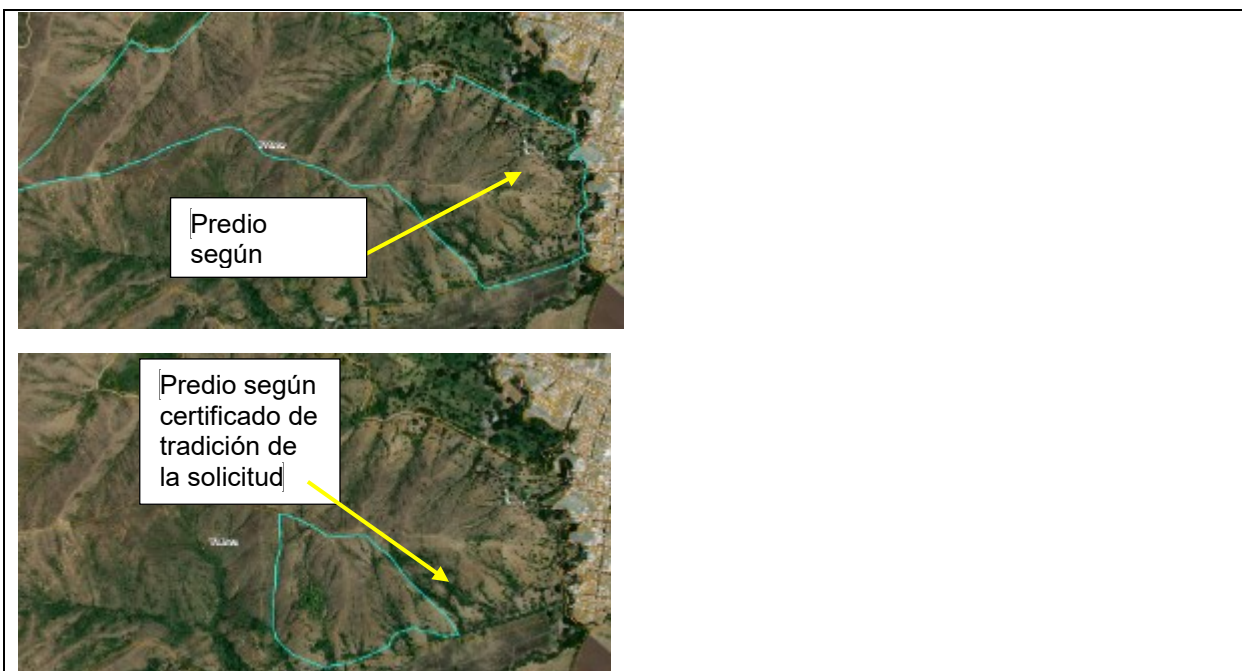 Predio
según
Predio según
certificado de
tradición de
la solicitud